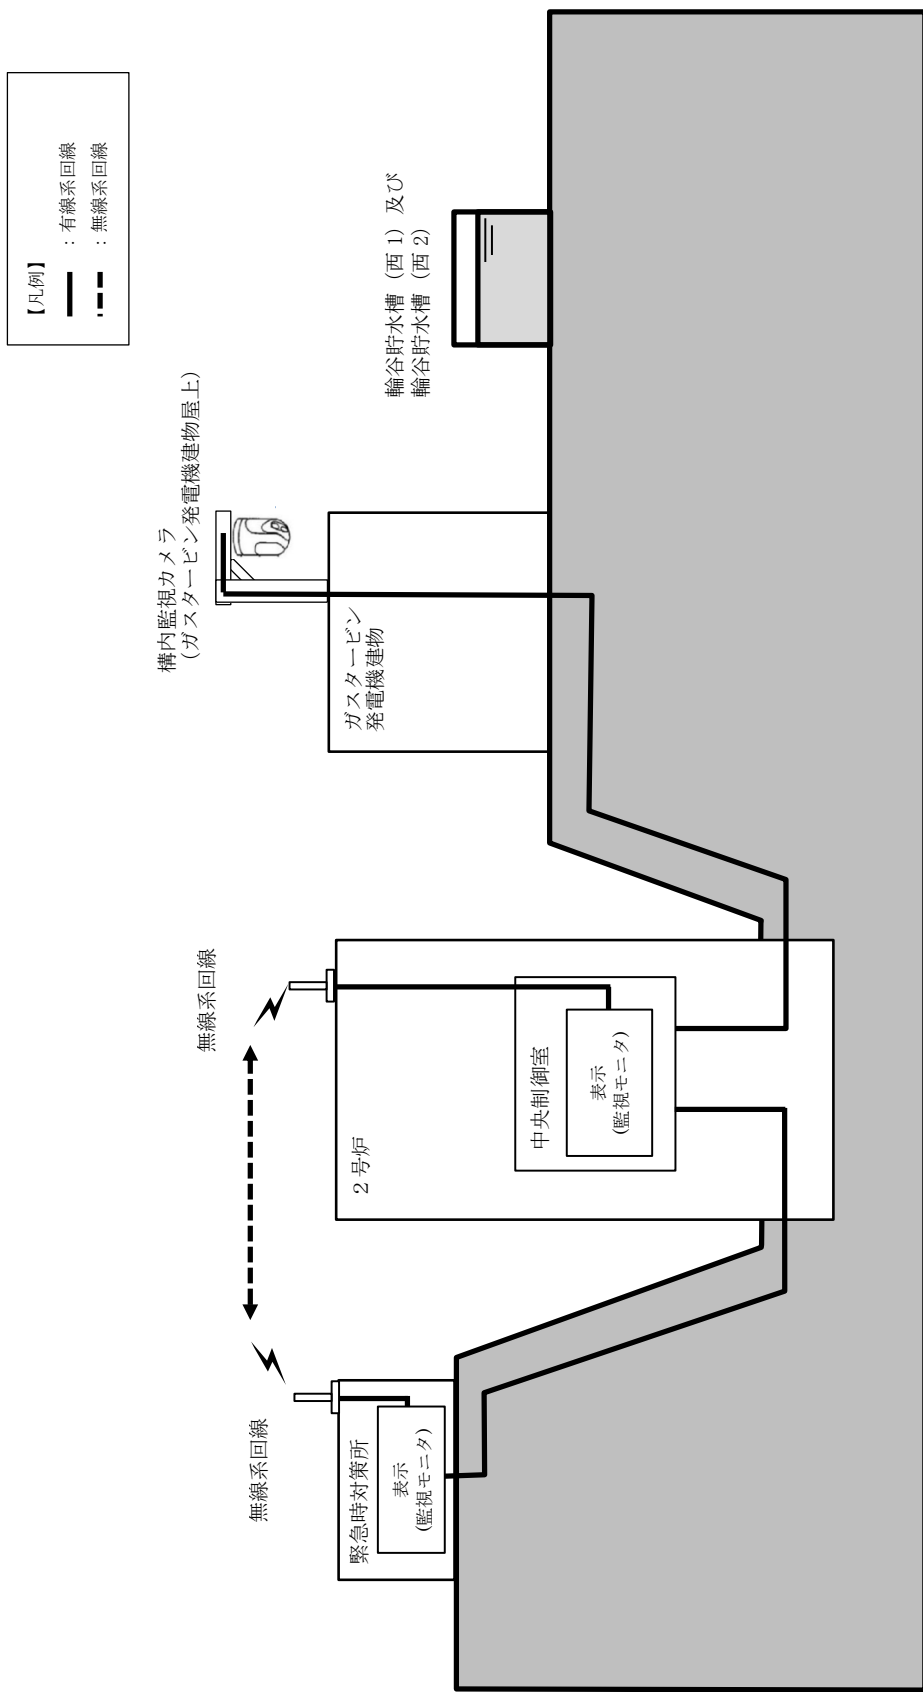 【凡例】
：有線系回線
：無線系回線
構内監視カメラ
(ガスタービン発電機建物屋上)
輪谷貯水槽（西1）及び
輪谷貯水槽（西2）
ガスタービン
発電機建物
無線系回線
2号炉
中央制御室
表示
(監視モニタ)
無線系回線
緊急時対策所
表示
(監視モニタ)